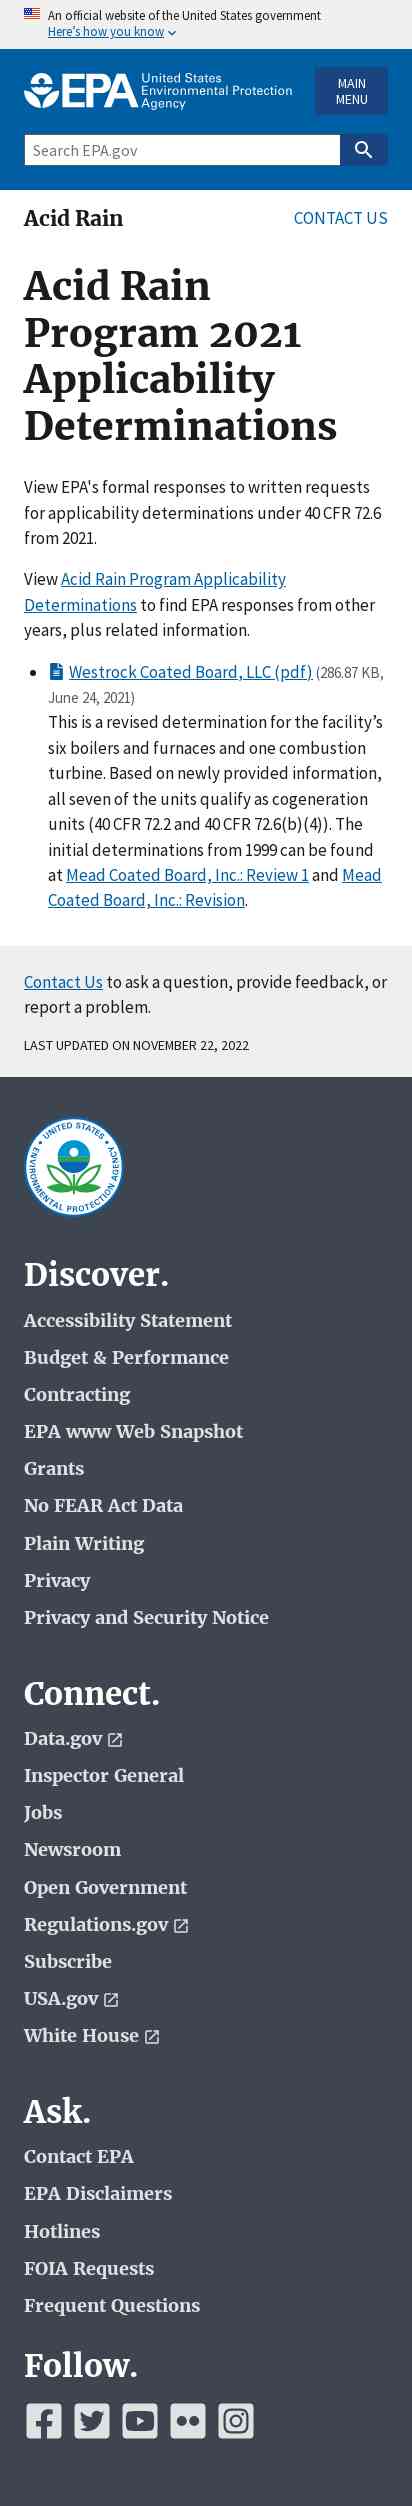 An official website of the United States government
Here's how you know
EPA United States
Environmental Protection
Agency
MAIN
MENU
Search EPA.gov
Acid Rain
CONTACT US
Acid Rain
Program 2021
Applicability
Determinations
View EPA's formal responses to written requests
for applicability determinations under 40 CFR 72.6
from 2021.
View Acid Rain Program Applicability
Determinations to find EPA responses from other
years, plus related information.
• Westrock Coated Board, LLC (pdf) (286.87 KB,
June 24, 2021)
This is a revised determination for the facility's
six boilers and furnaces and one combustion
turbine. Based on newly provided information,
all seven of the units qualify as cogeneration
units (40 CFR 72.2 and 40 CFR 72.6(b)(4)). The
initial determinations from 1999 can be found
at Mead Coated Board, Inc.: Review 1 and Mead
Coated Board, Inc.: Revision.
Contact Us to ask a question, provide feedback, or
report a problem.
LAST UPDATED ON NOVEMBER 22, 2022
UNITED STATES
ENVIRONMENTAL PROTECTION AGENCY
Discover.
Accessibility Statement
Budget & Performance
Contracting
EPA www Web Snapshot
Grants
No FEAR Act Data
Plain Writing
Privacy
Privacy and Security Notice
Connect.
Data.gov
Inspector General
Jobs
Newsroom
Open Government
Regulations.gov
Subscribe
USA.gov
White House
Ask.
Contact EPA
EPA Disclaimers
Hotlines
FOIA Requests
Frequent Questions
Follow.